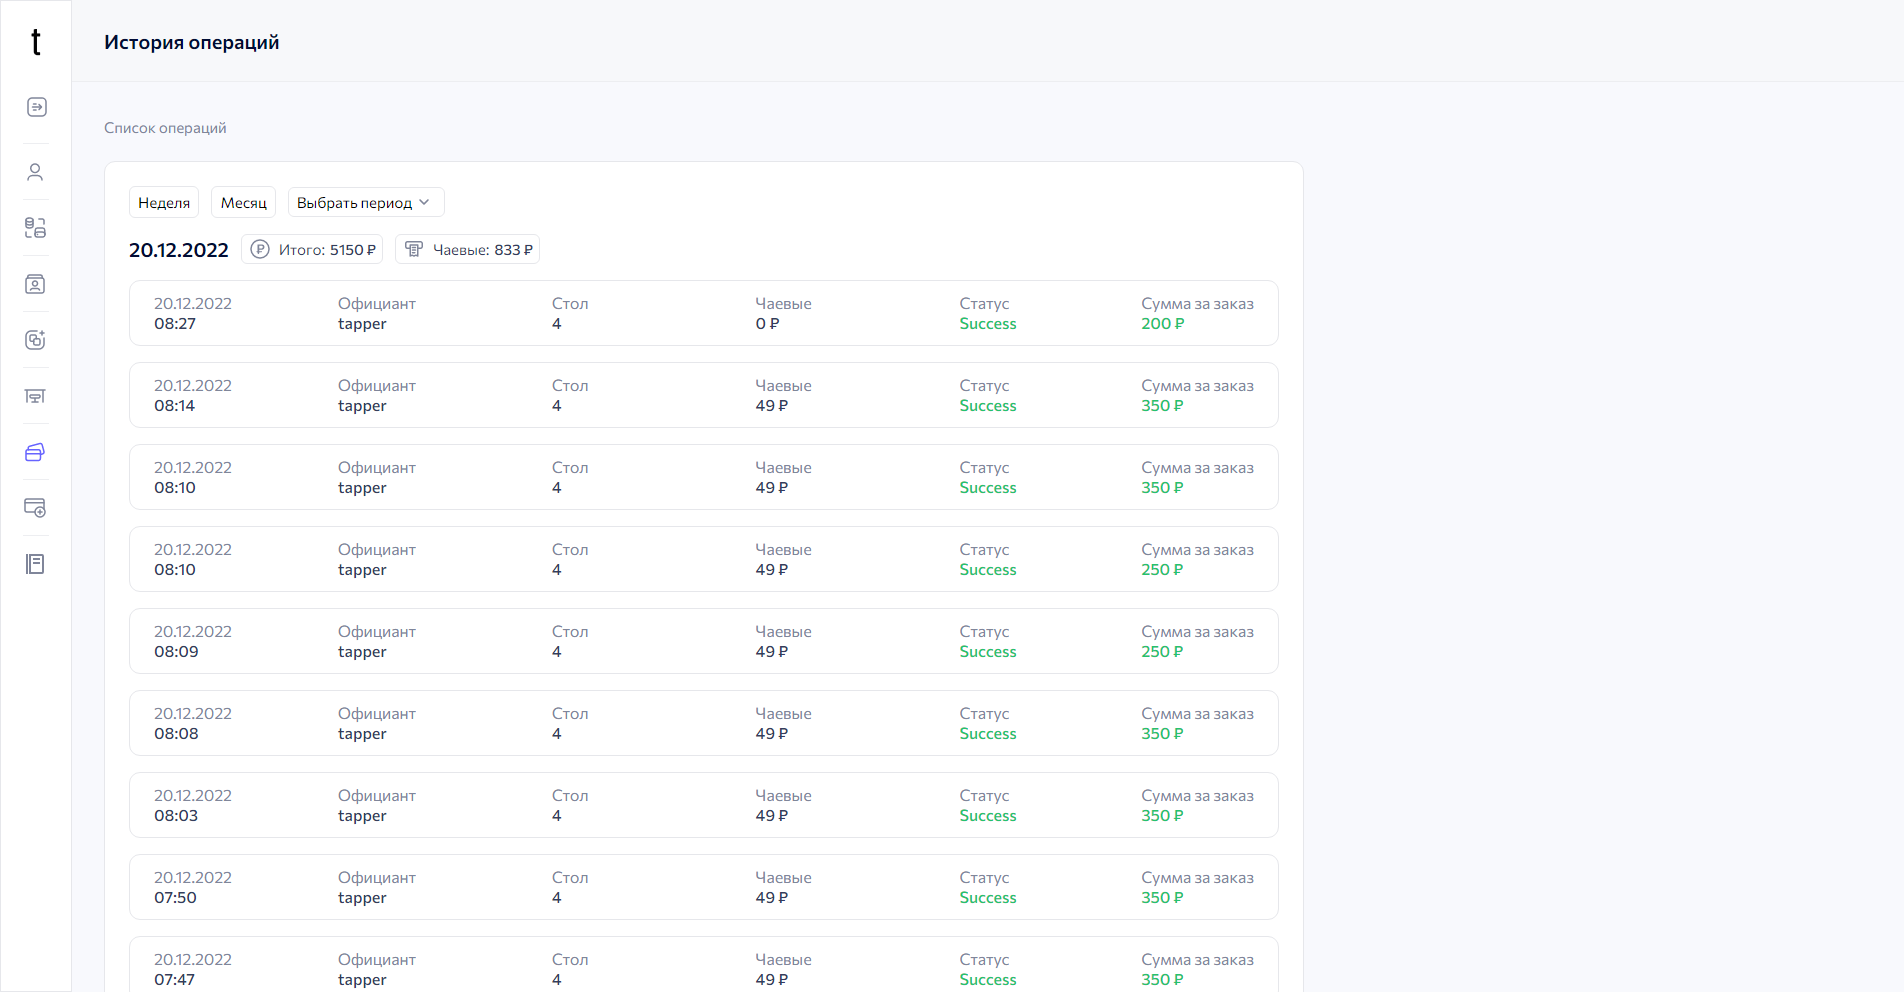 t
История операций
Список операций
Неделя Месяц Выбрать период
20.12.2022 Итого: 5150 ₽ Чаевые: 833 ₽
20.12.2022 Официант Стол Чаевые Статус Сумма за заказ
08:27 tapper 4 0 ₽ Success 200 ₽
20.12.2022 Официант Стол Чаевые Статус Сумма за заказ
08:14 tapper 4 49 ₽ Success 350 ₽
20.12.2022 Официант Стол Чаевые Статус Сумма за заказ
08:10 tapper 4 49 ₽ Success 350 ₽
20.12.2022 Официант Стол Чаевые Статус Сумма за заказ
08:10 tapper 4 49 ₽ Success 250 ₽
20.12.2022 Официант Стол Чаевые Статус Сумма за заказ
08:09 tapper 4 49 ₽ Success 250 ₽
20.12.2022 Официант Стол Чаевые Статус Сумма за заказ
08:08 tapper 4 49 ₽ Success 350 ₽
20.12.2022 Официант Стол Чаевые Статус Сумма за заказ
08:03 tapper 4 49 ₽ Success 350 ₽
20.12.2022 Официант Стол Чаевые Статус Сумма за заказ
07:50 tapper 4 49 ₽ Success 350 ₽
20.12.2022 Официант Стол Чаевые Статус Сумма за заказ
07:47 tapper 4 49 ₽ Success 350 ₽